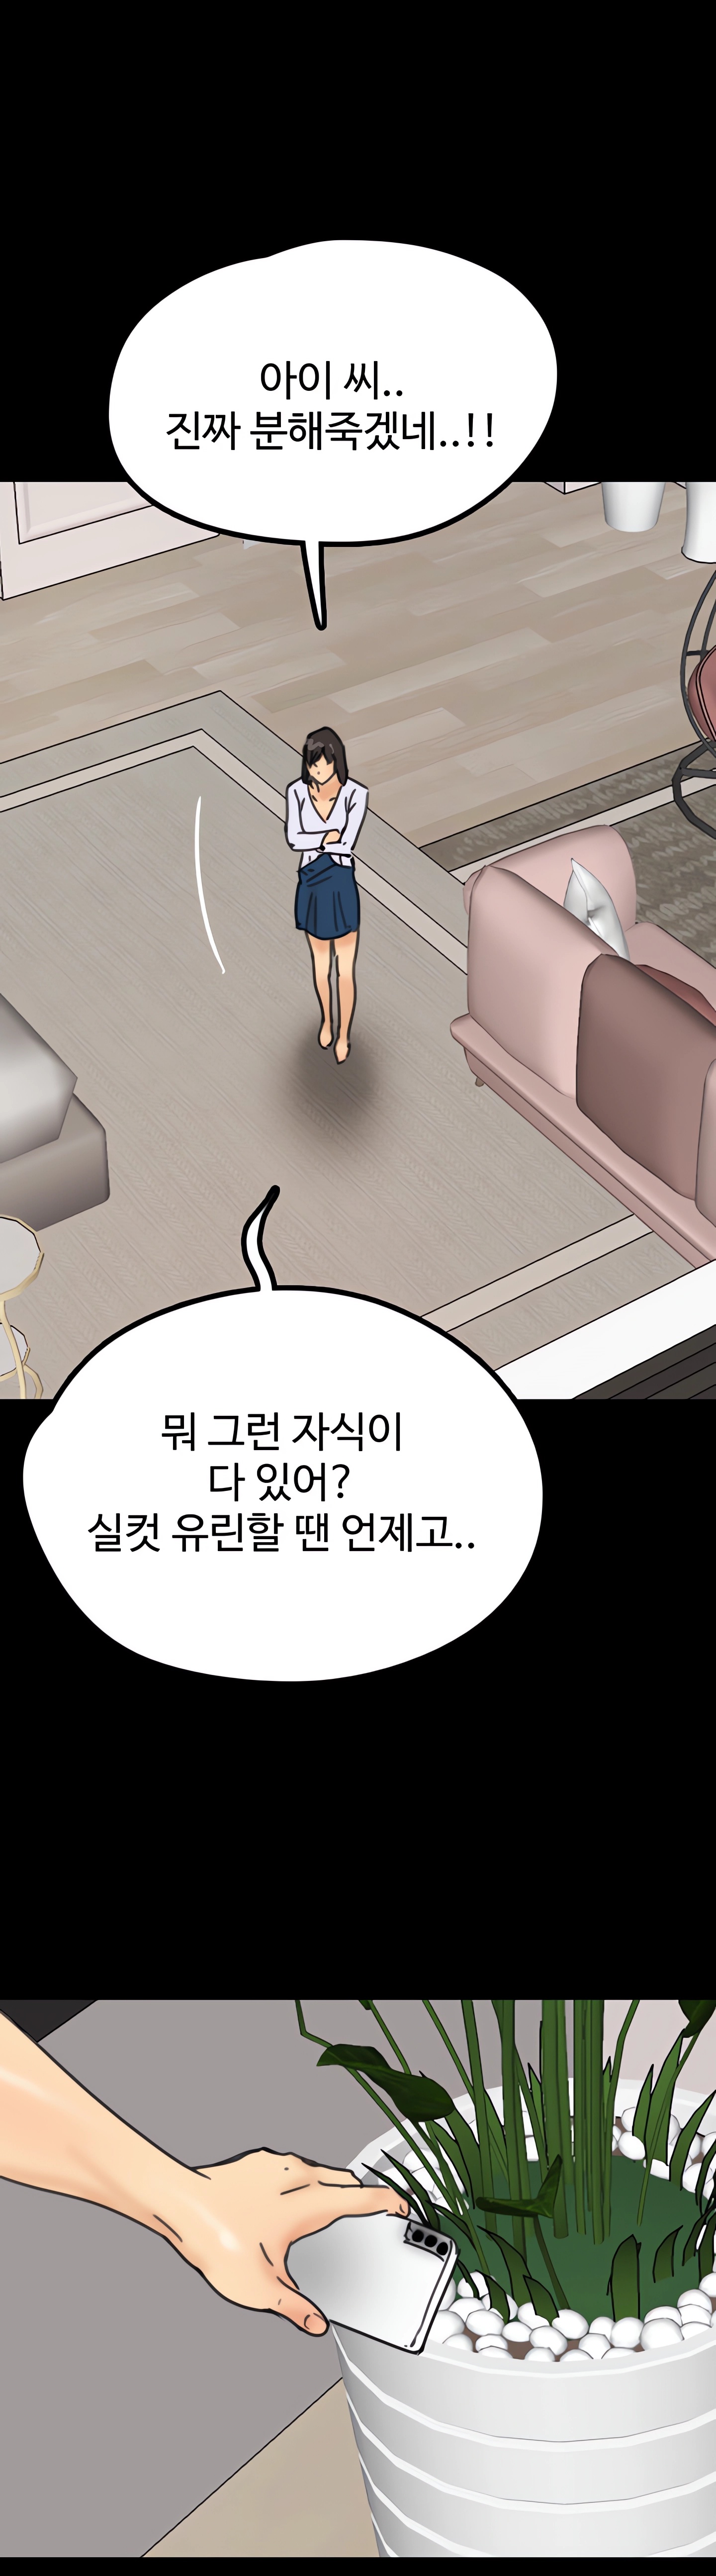 아이 씨..
진짜 분해죽겠네..!!
뭐 그런 자식이
다 있어?
실컷 유린할 땐 언제고..